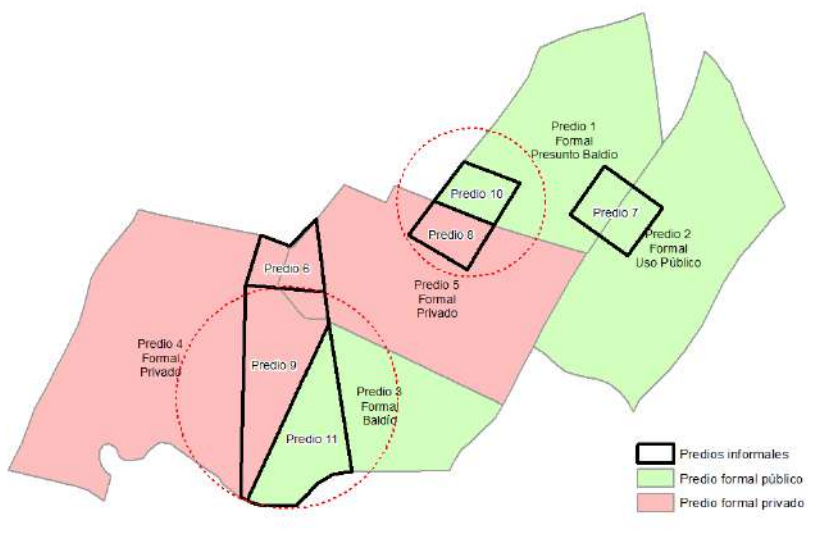 Predio 1
Formal
Presunto Baldío
Predio 10
Predio 7
Predio 8
Predio 2
Formal
Uso Público
Predio 6
Predio 5
Formal
Privado
Predio 4
Formal
Privado
Predio 9
Predio 3
Formal
Baldío
Predio 11
Predios informales
Predio formal público
Predio formal privado